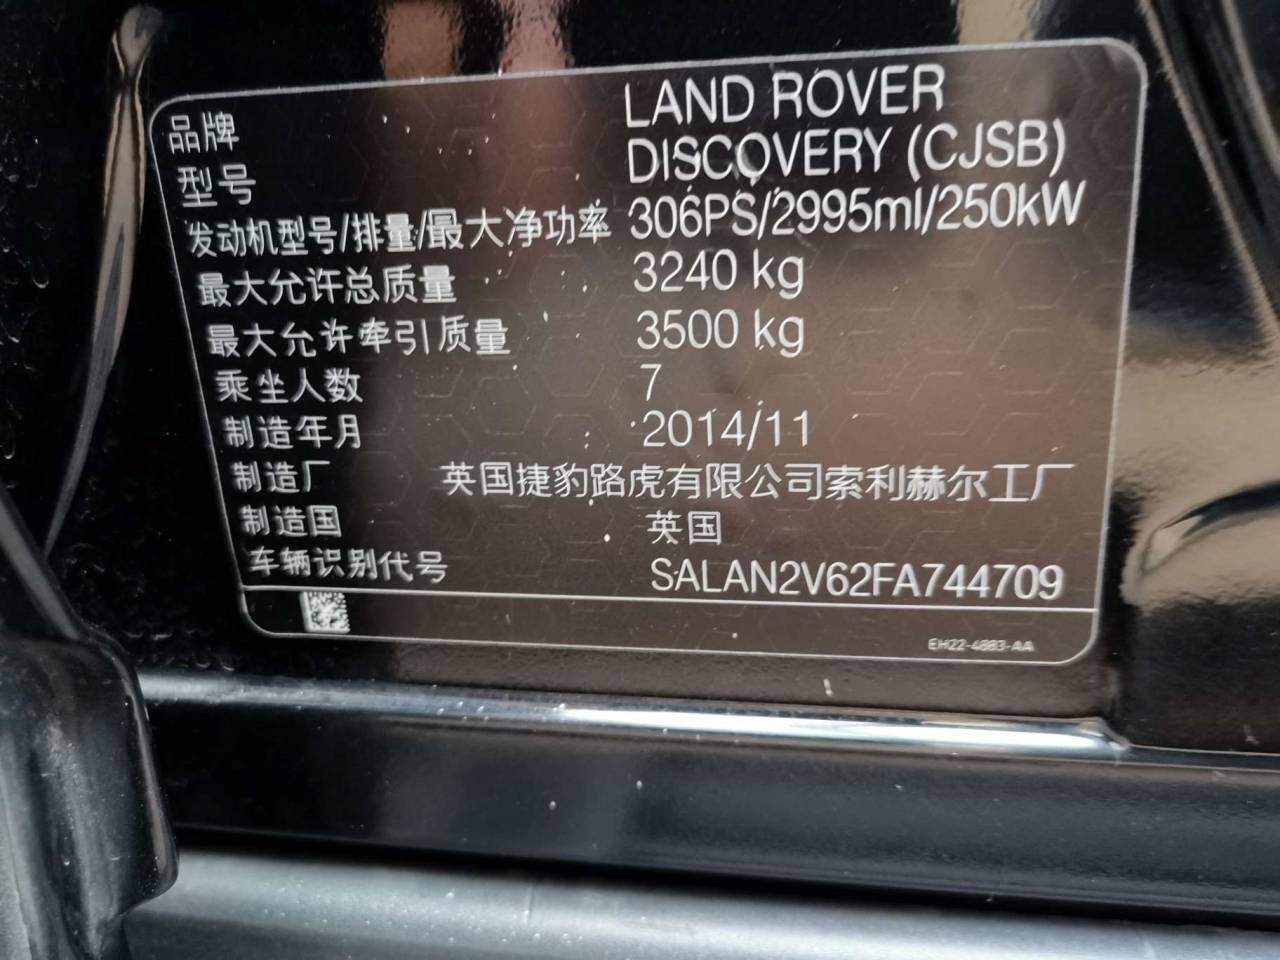 品牌 LAND ROVER
型号 DISCOVERY (CJSB)
发动机型号/排量/最大净功率 306PS/2995ml/250kW
最大允许总质量 3240 kg
最大允许牵引质量 3500 kg
乘坐人数 7
制造年月 2014/11
制造厂 英国捷豹路虎有限公司索利赫尔工厂
制造国 英国
车辆识别代号 SALAN2V62FA744709
EH22-4883-AA